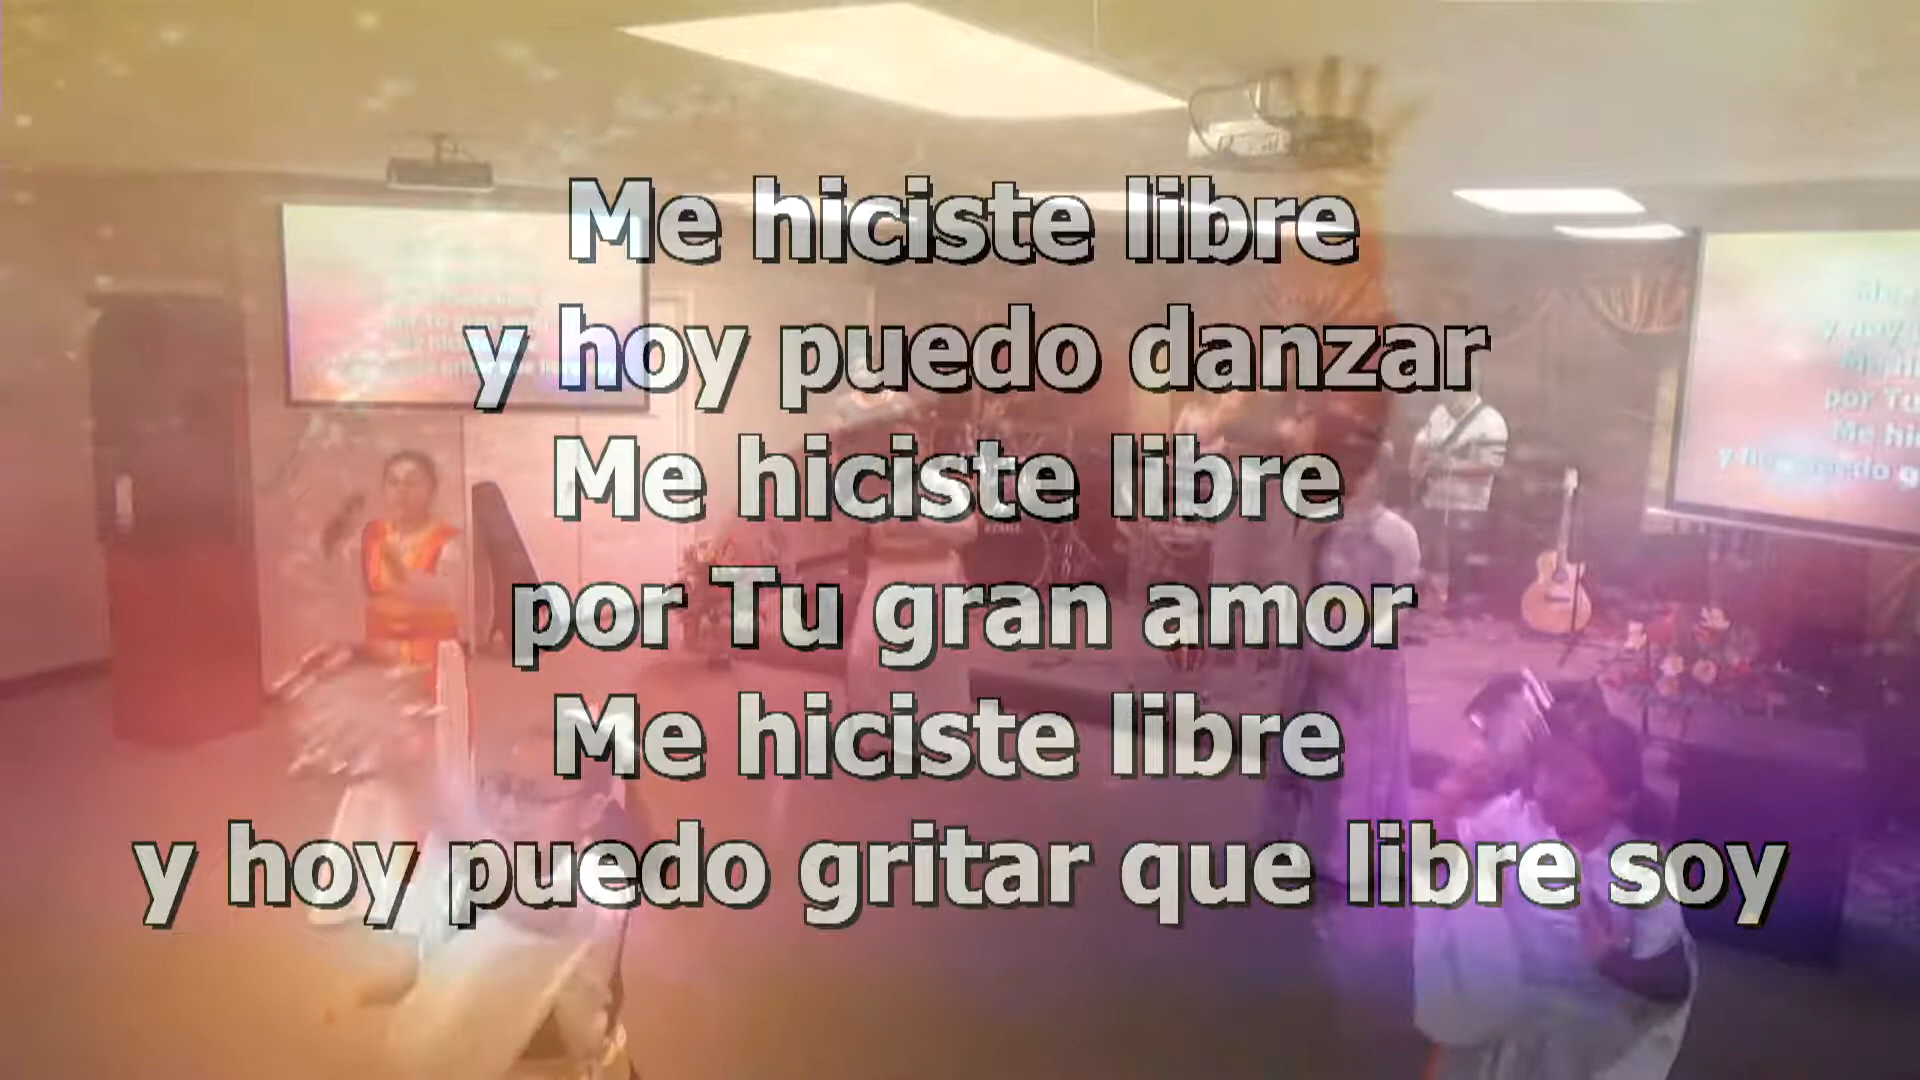 Me hiciste libre
y hoy puedo danzar
Me hiciste libre
por Tu gran amor
Me hiciste libre
y hoy puedo gritar que libre soy